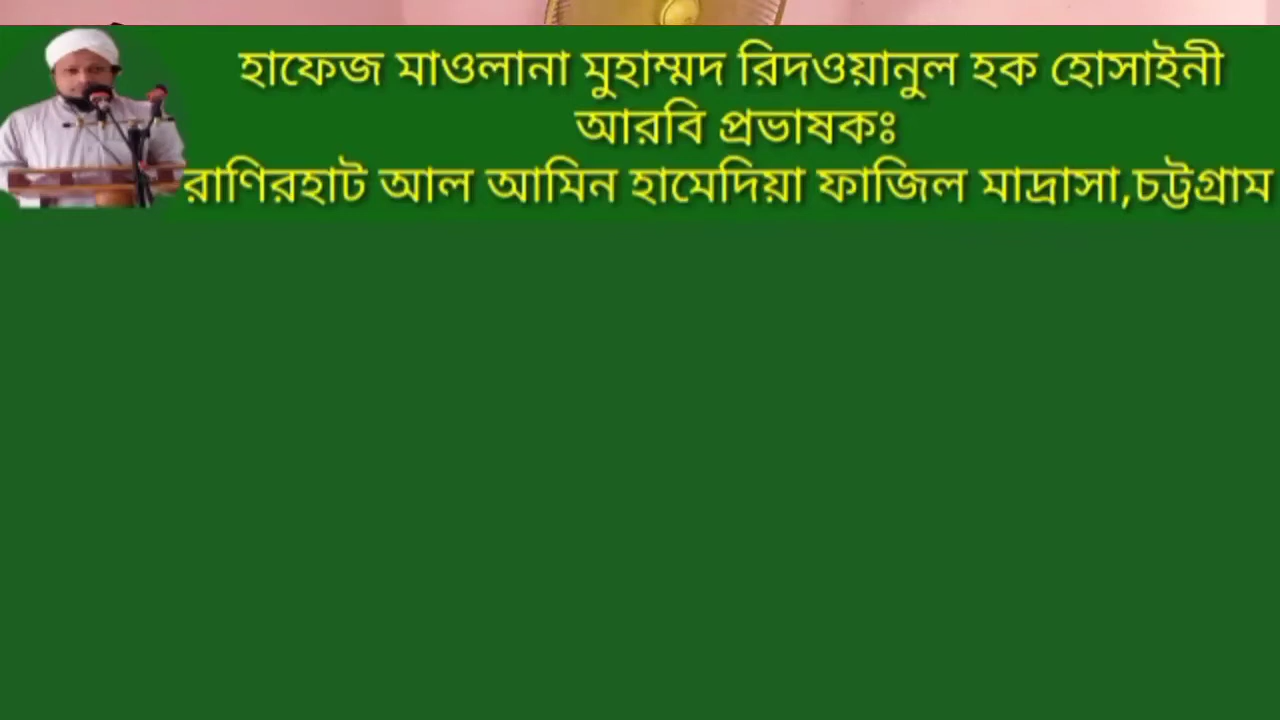 হাফেজ মাওলানা মুহাম্মদ রিদওয়ানুল হক হোসাইনী
আরবি প্রভাষকঃ
রাণিরহাট আল আমিন হামেদিয়া ফাজিল মাদ্রাসা,চট্টগ্রাম